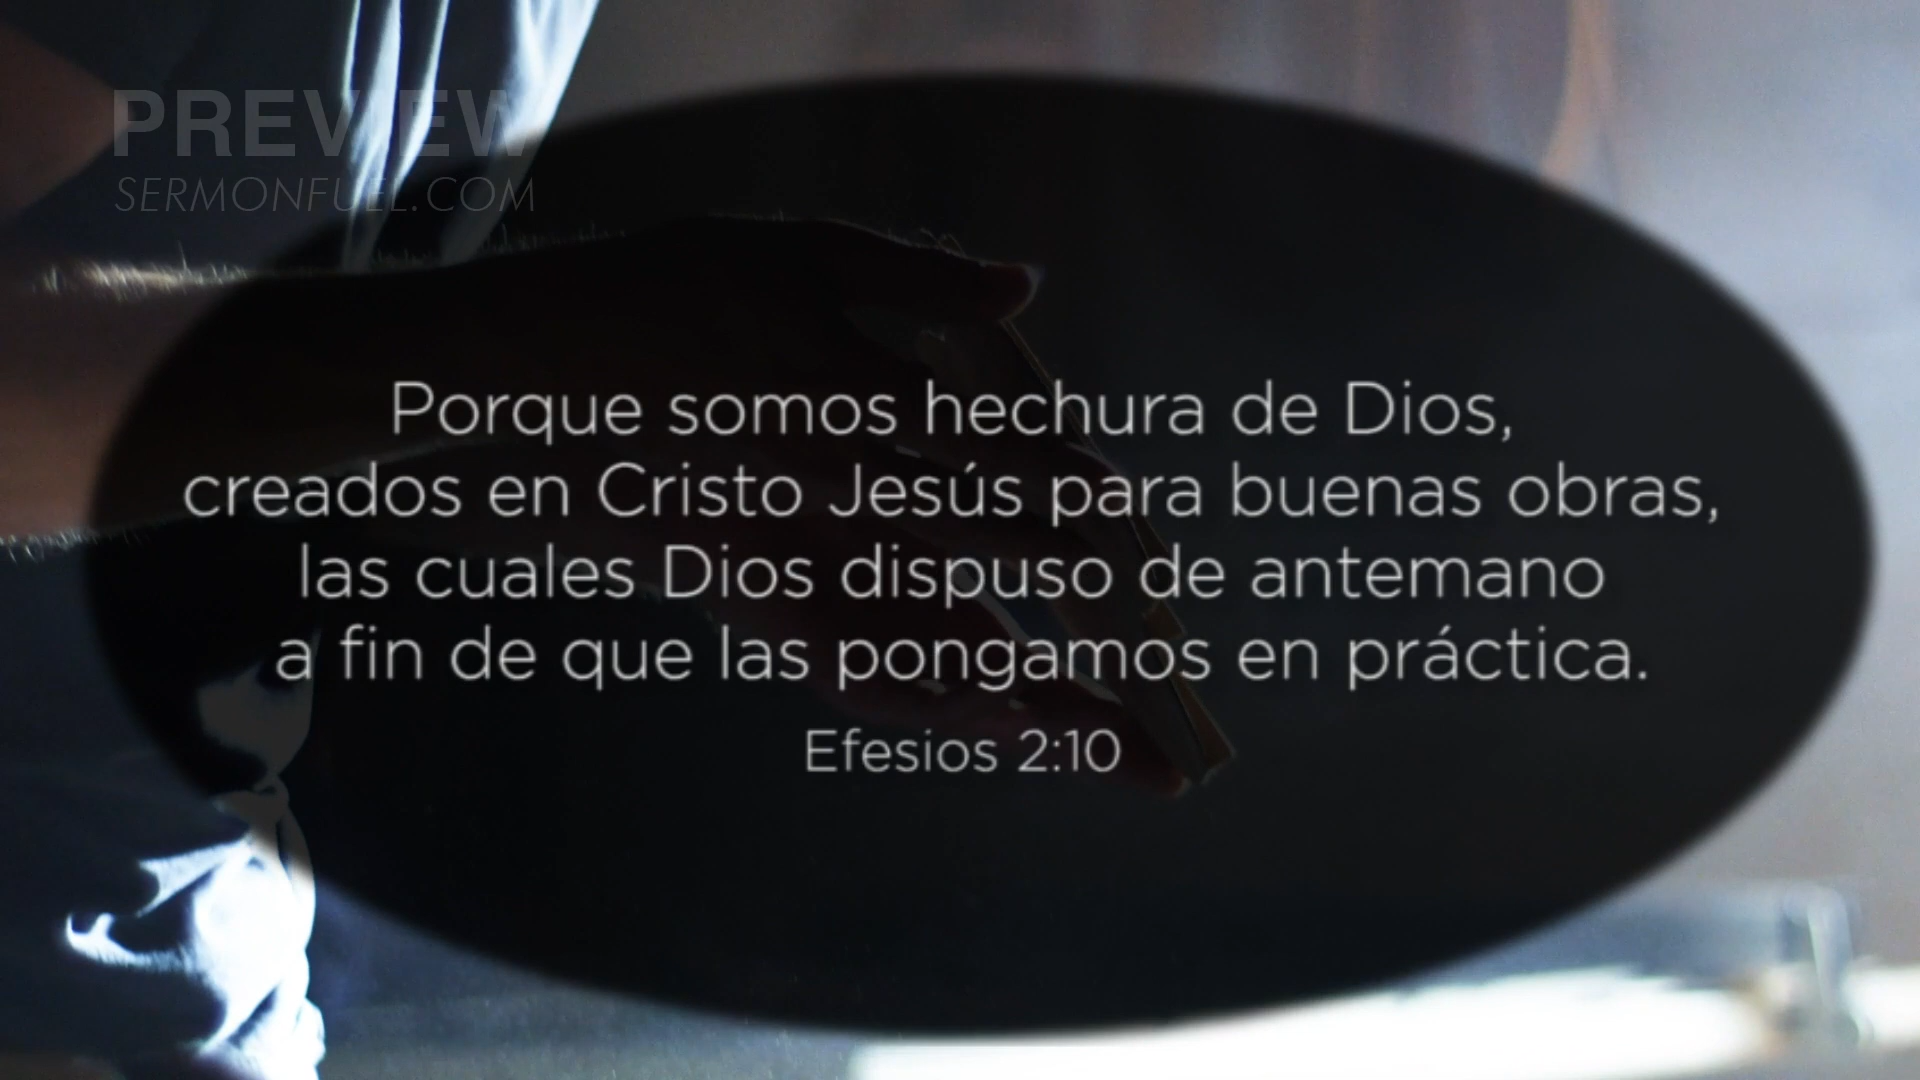 PREVIEW
SERMONFUEL.COM
Porque somos hechura de Dios,
creados en Cristo Jesús para buenas obras,
las cuales Dios dispuso de antemano
a fin de que las pongamos en práctica.
Efesios 2:10